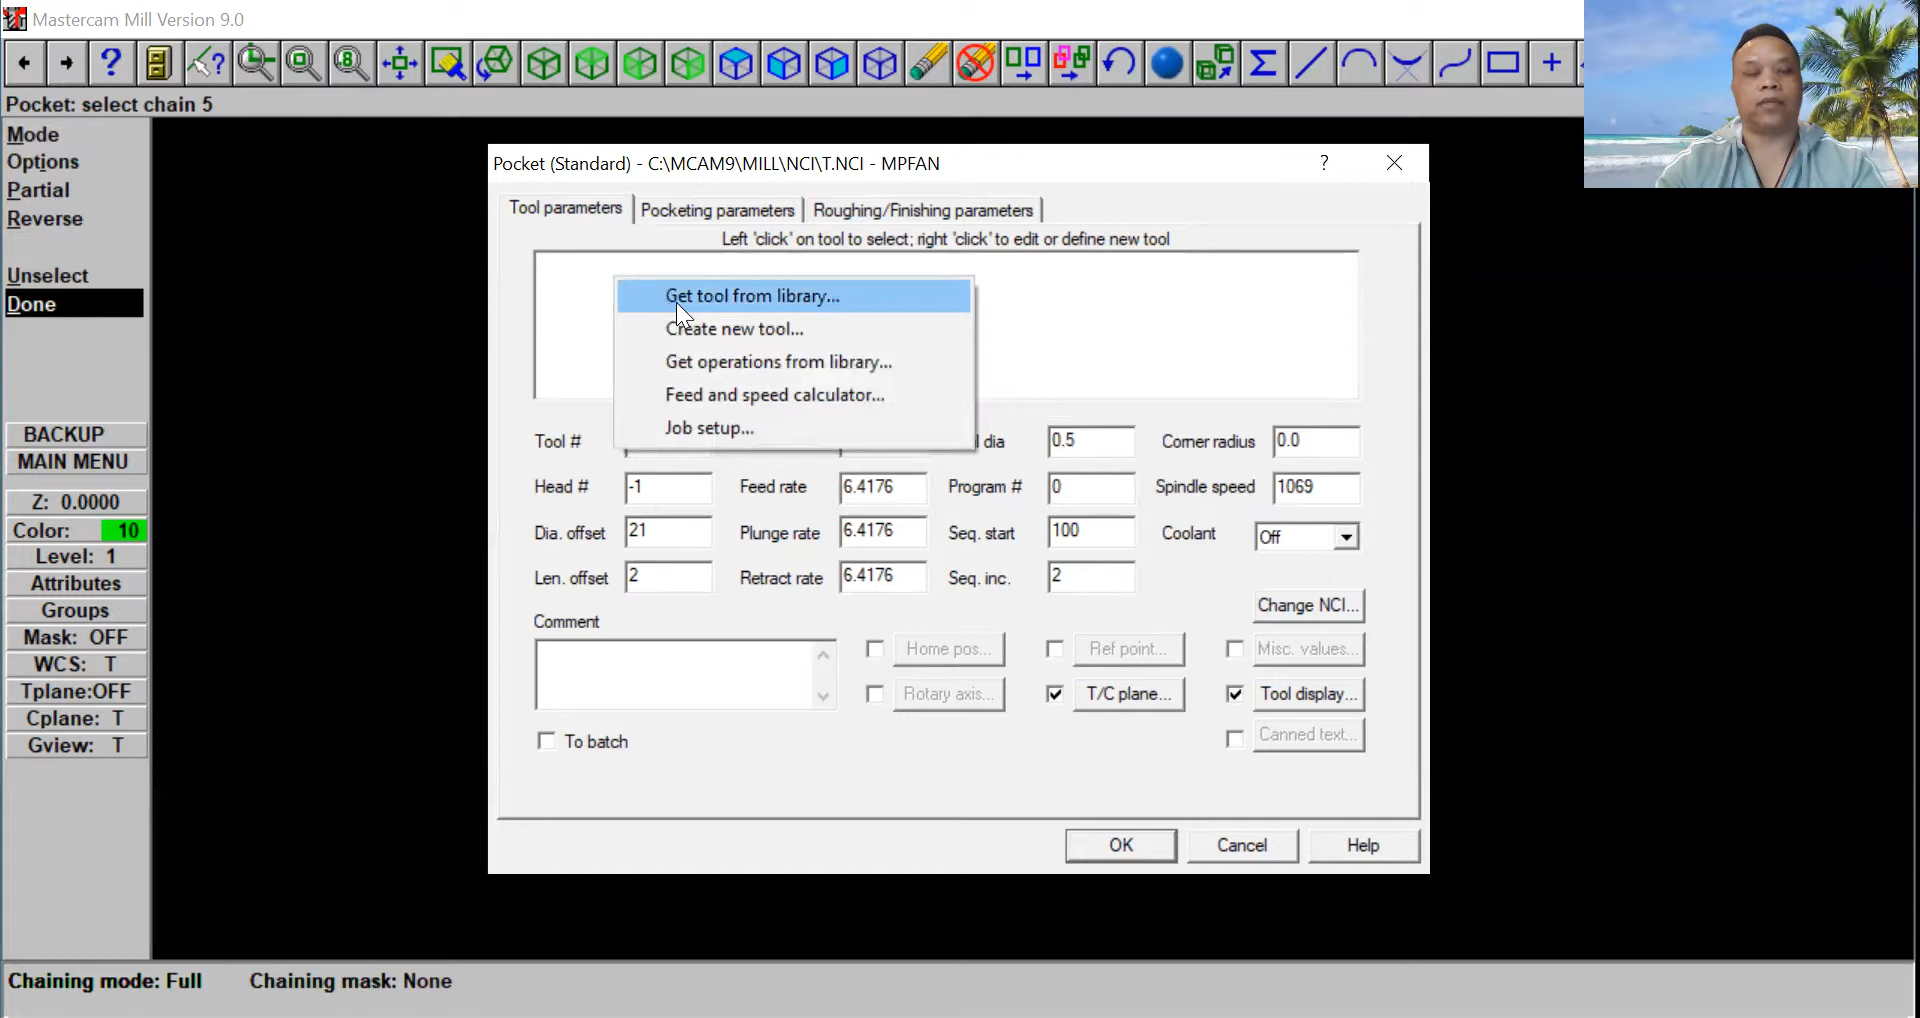 Mastercam Mill Version 9.0
Pocket: select chain 5
Mode
Options
Partial
Reverse
Unselect
Done
BACKUP
MAIN MENU
Z: 0.0000
Color: 10
Level: 1
Attributes
Groups
Mask: OFF
WCS: T
Tplane:OFF
Cplane: T
Gview: T
Pocket (Standard) - C:\MCAM9\MILL\NCI\T.NCI - MPFAN
Tool parameters
Pocketing parameters
Roughing/Finishing parameters
Left 'click' on tool to select; right 'click' to edit or define new tool
Get tool from library...
Create new tool...
Get operations from library...
Feed and speed calculator...
Job setup...
Tool #
dia 0.5
Corner radius 0.0
Head # -1
Feed rate 6.4176
Program # 0
Spindle speed 1069
Dia. offset 21
Plunge rate 6.4176
Seq. start 100
Coolant Off
Len. offset 2
Retract rate 6.4176
Seq. inc. 2
Change NCI...
Comment
Home pos...
Ref point...
Misc. values...
Rotary axis...
T/C plane...
Tool display...
To batch
Canned text...
OK
Cancel
Help
Chaining mode: Full Chaining mask: None